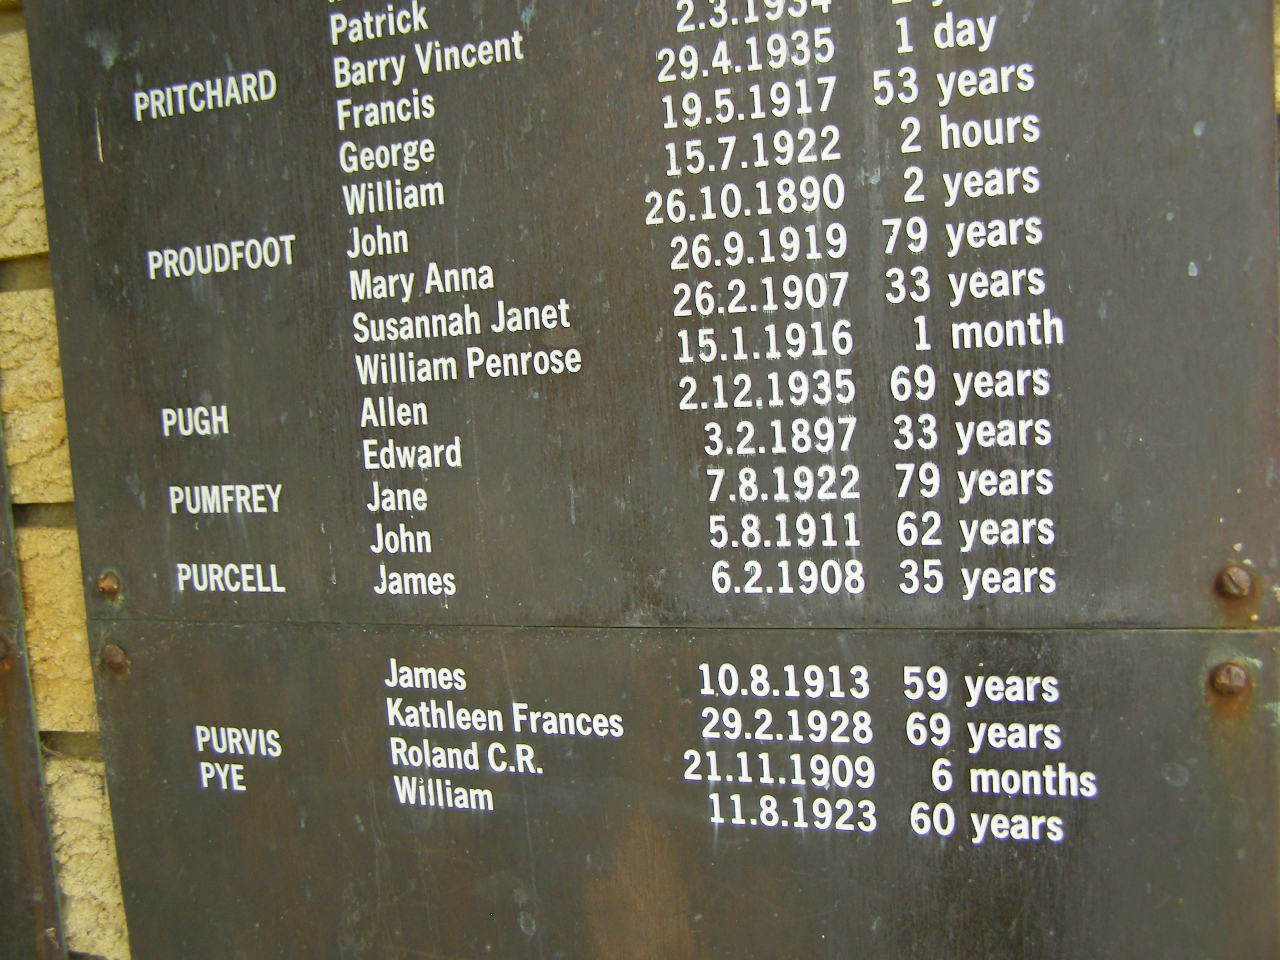 Patrick
PRITCHARD Barry Vincent 2.3.1934
Francis 29.4.1935 1 day
George 19.5.1917 53 years
William 15.7.1922 2 hours
PROUDFOOT John 26.10.1890 2 years
Mary Anna 26.9.1919 79 years
Susannah Janet 26.2.1907 33 years
William Penrose 15.1.1916 1 month
PUGH Allen 2.12.1935 69 years
Edward 3.2.1897 33 years
PUMFREY Jane 7.8.1922 79 years
John 5.8.1911 62 years
PURCELL James 6.2.1908 35 years
James 10.8.1913 59 years
Kathleen Frances 29.2.1928 69 years
PURVIS Roland C.R. 21.11.1909 6 months
PYE William 11.8.1923 60 years